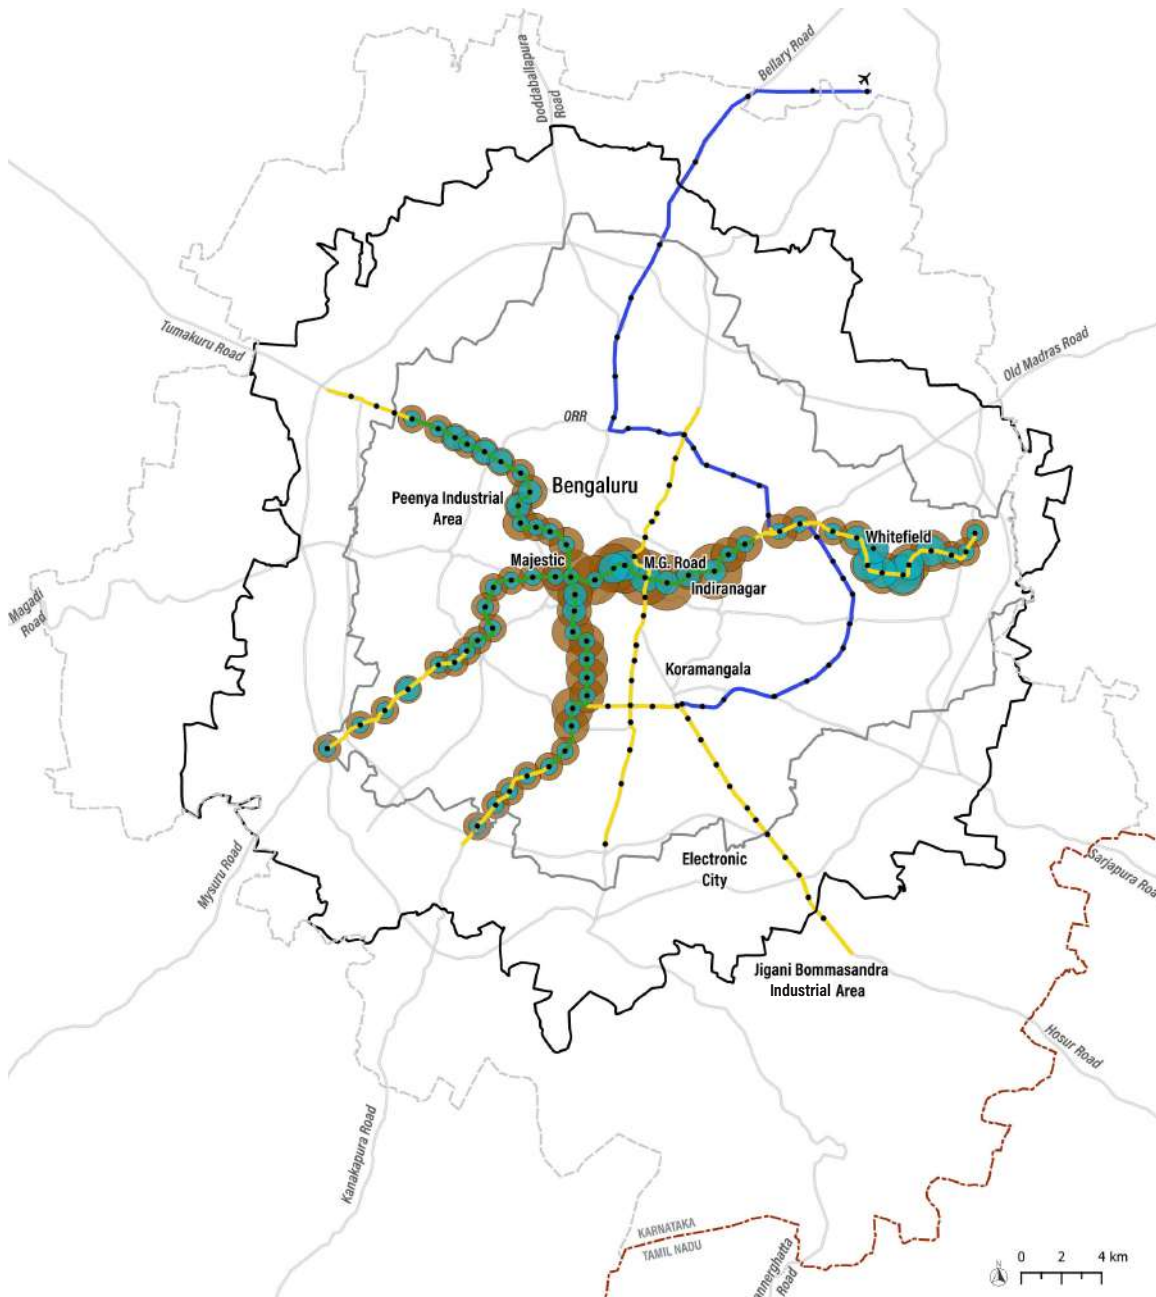 Doddaballapura
Road
Bellary Road
Tumakuru Road
Old Madras Road
ORR
Bengaluru
Peenya Industrial
Area
Whitefield
Majestic
M.G. Road
Indiranagar
Magadi
Road
Koramangala
Mysuru Road
Electronic
City
Sarjapura Roa
Jigani Bommasandra
Industrial Area
Hosur Road
Kanakapura Road
KARNATAKA
TAMIL NADU
annerghatta
Road
0 2 4 km